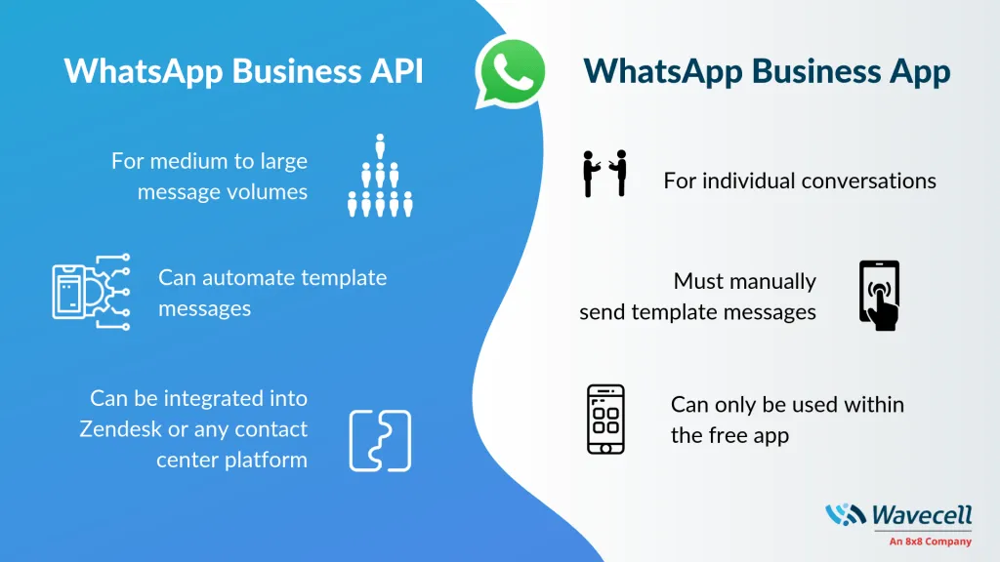 WhatsApp Business API
For medium to large
message volumes
Can automate template
messages
Can be integrated into
Zendesk or any contact
center platform
WhatsApp Business App
For individual conversations
Must manually
send template messages
Can only be used within
the free app
Wavecell
An 8x8 Company